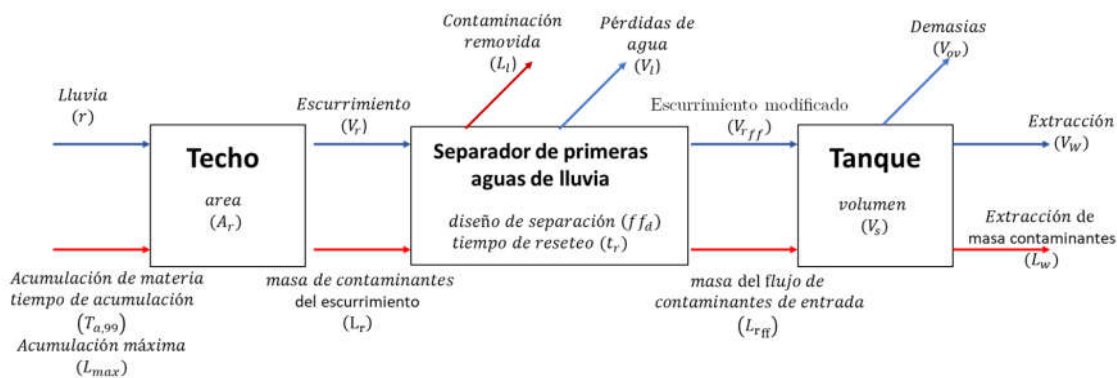 Contaminación
removida
(L_l)
Pérdidas de
agua
(V_l)
Demasias
(V_ov)
Lluvia
(r)
Escurrimiento
(V_r)
Escurrimiento modificado
(V_r_ff)
Extracción
(V_W)
Techo
area
(A_r)
Separador de primeras
aguas de lluvia
diseño de separación (ff_d)
tiempo de reseteo (t_r)
Tanque
volumen
(V_s)
Extracción de
masa contaminantes
(L_w)
Acumulación de materia
tiempo de acumulación
(T_a,99)
Acumulación máxima
(L_max)
masa de contaminantes
del escurrimiento
(L_r)
masa del flujo de
contaminantes de entrada
(L_r_ff)